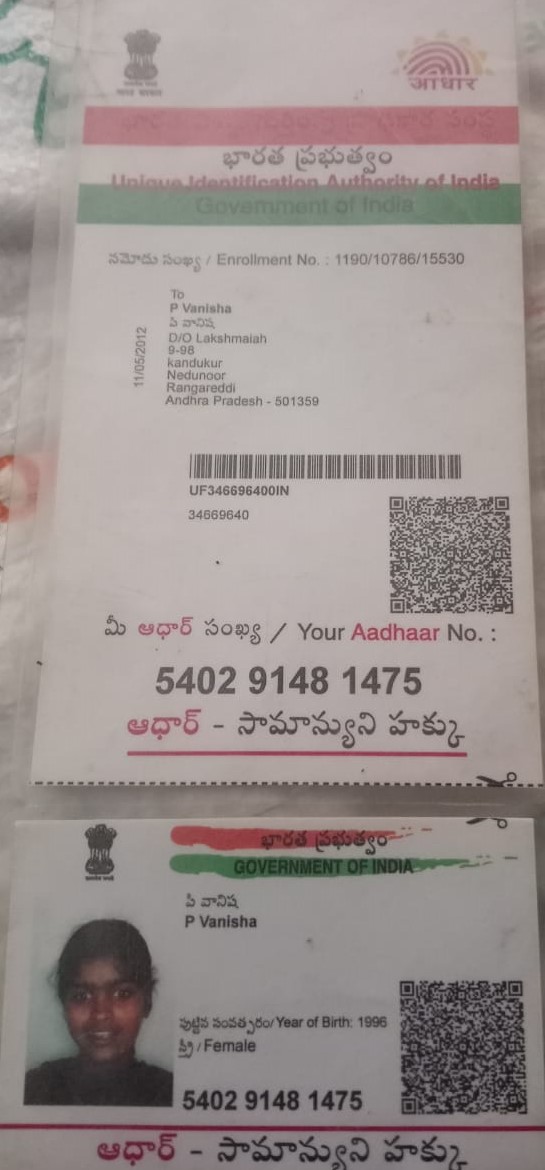 आधार
భారత ప్రభుత్వం
Unique Identification Authority of India
Government of India
నమోదు సంఖ్య / Enrollment No. : 1190/10786/15530
To
P Vanisha
పి వానిష
D/O Lakshmaiah
9-98
kandukur
Nedunoor
Rangareddi
Andhra Pradesh - 501359
11/05/2012
UF346696400IN
34669640
మీ ఆధార్ సంఖ్య / Your Aadhaar No. :
5402 9148 1475
ఆధార్ - సామాన్యుని హక్కు
భారత ప్రభుత్వం
GOVERNMENT OF INDIA
పి వానిష
P Vanisha
పుట్టిన సంవత్సరం/Year of Birth: 1996
స్త్రీ / Female
5402 9148 1475
ఆధార్ - సామాన్యుని హక్కు